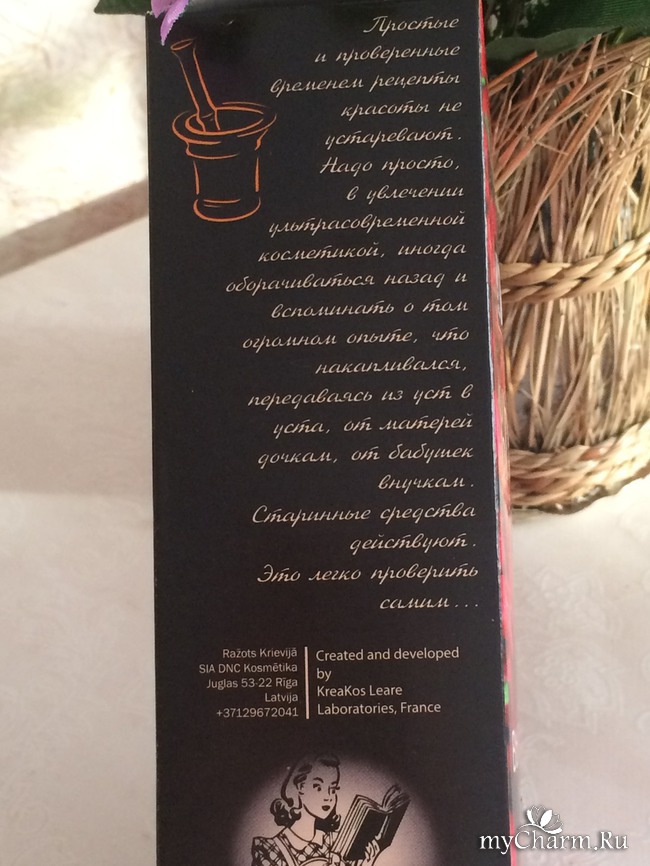 Простые
и проверенные
временем рецепты
красоты не
устаревают.
Надо просто,
в увлечении
ультрасовременной
косметикой, иногда
оборачиваться назад и
вспоминать о том
огромном опыте, что
накапливался,
передаваясь из уст в
уста, от матерей
дочкам, от бабушек
внучкам.
Старинные средства
действуют.
Это легко проверить
самим...
Ražots Krievijā
SIA DNC Kosmētika
Juglas 53-22 Rīga
Latvija
+37129672041
Created and developed
by
KreaKos Leare
Laboratories, France
myCharm.Ru